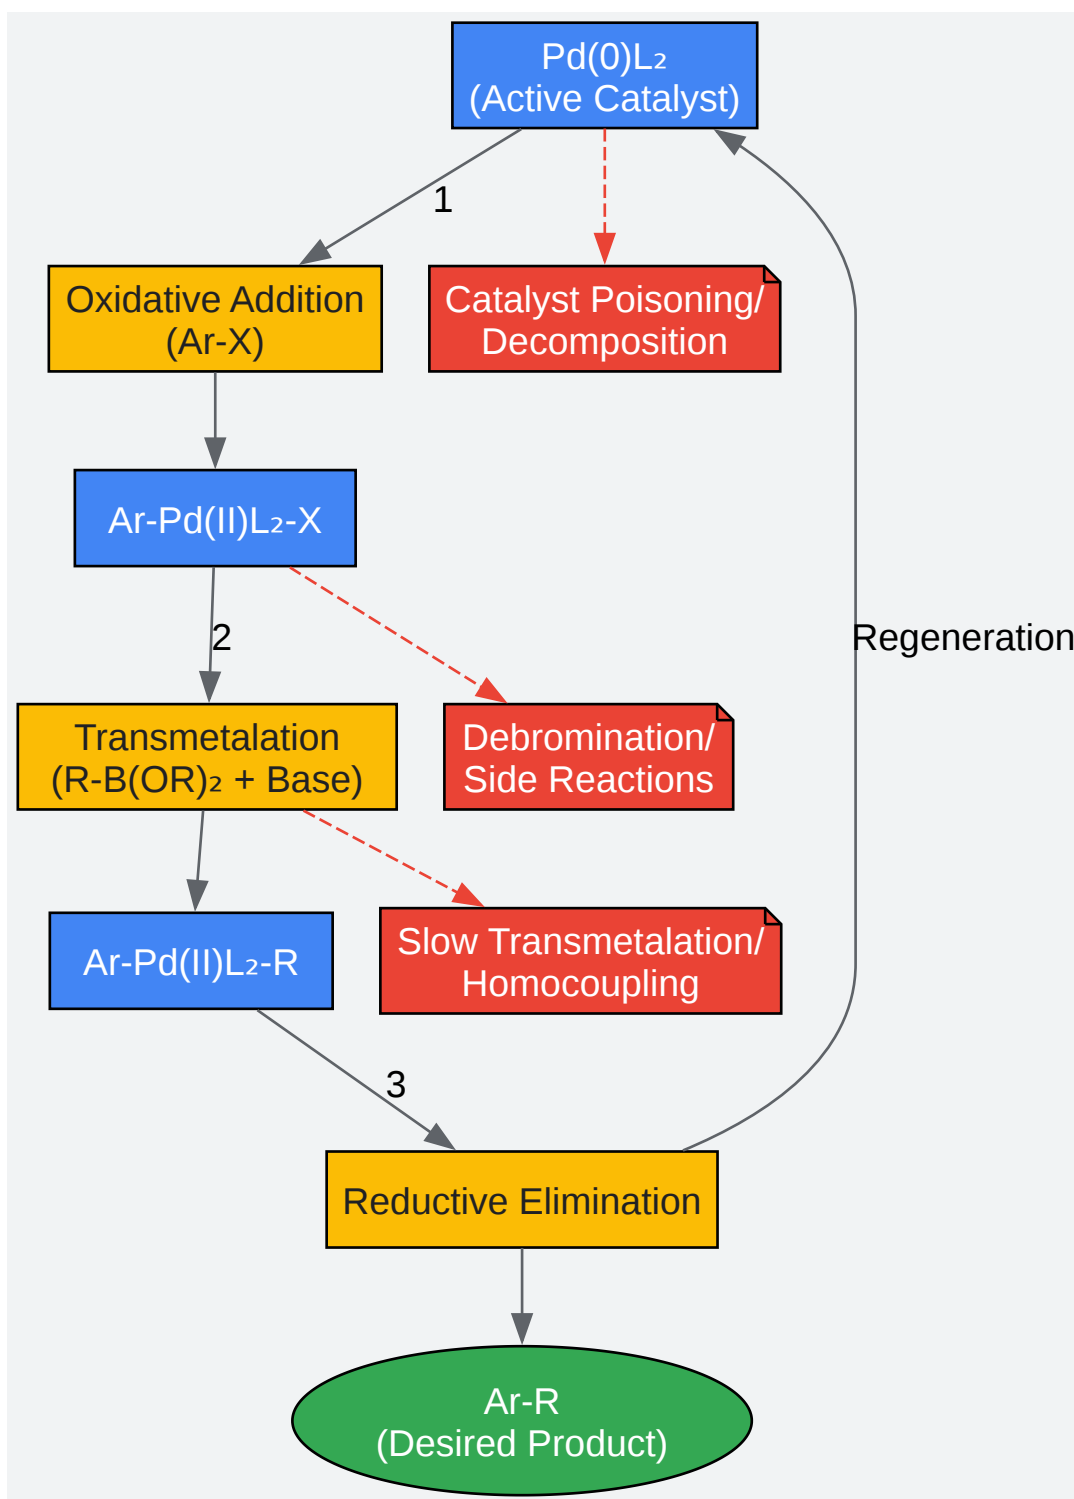 Pd(0)L₂
(Active Catalyst)
1
Oxidative Addition
(Ar-X)
Catalyst Poisoning/
Decomposition
Ar-Pd(II)L₂-X
2
Regeneration
Transmetalation
(R-B(OR)₂ + Base)
Debromination/
Side Reactions
Ar-Pd(II)L₂-R
Slow Transmetalation/
Homocoupling
3
Reductive Elimination
Ar-R
(Desired Product)